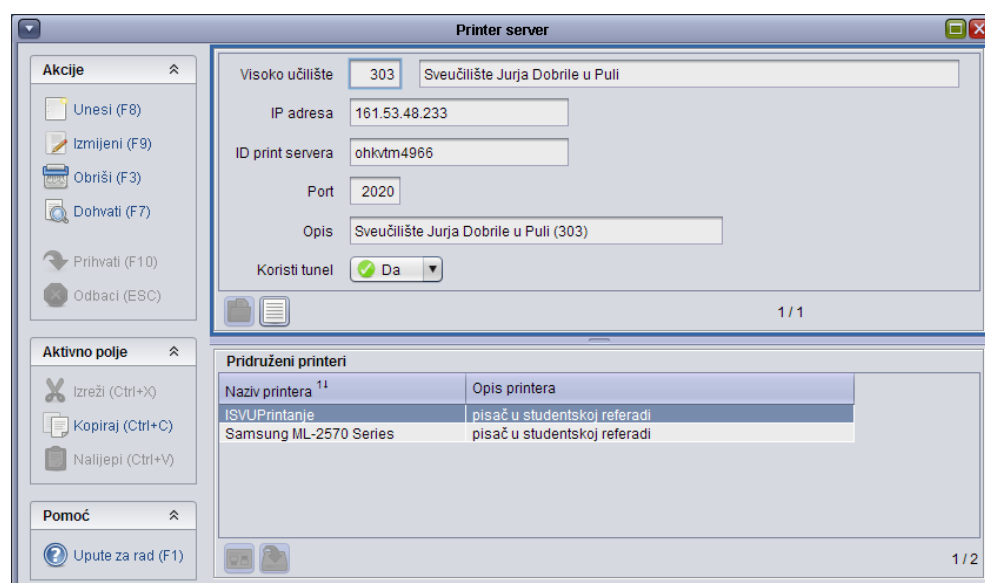 Printer server
Akcije
Unesi (F8)
Izmijeni (F9)
Obriši (F3)
Dohvati (F7)
Prihvati (F10)
Odbaci (ESC)
Aktivno polje
Izreži (Ctrl+X)
Kopiraj (Ctrl+C)
Nalijepi (Ctrl+V)
Pomoć
Upute za rad (F1)
Visoko učilište 303 Sveučilište Jurja Dobrile u Puli
IP adresa 161.53.48.233
ID print servera ohkvtm4966
Port 2020
Opis Sveučilište Jurja Dobrile u Puli (303)
Koristi tunel Da
1 / 1
Pridruženi printeri
Naziv printera 1↓ Opis printera
ISVUPrintanje pisač u studentskoj referadi
Samsung ML-2570 Series pisač u studentskoj referadi
1 / 2